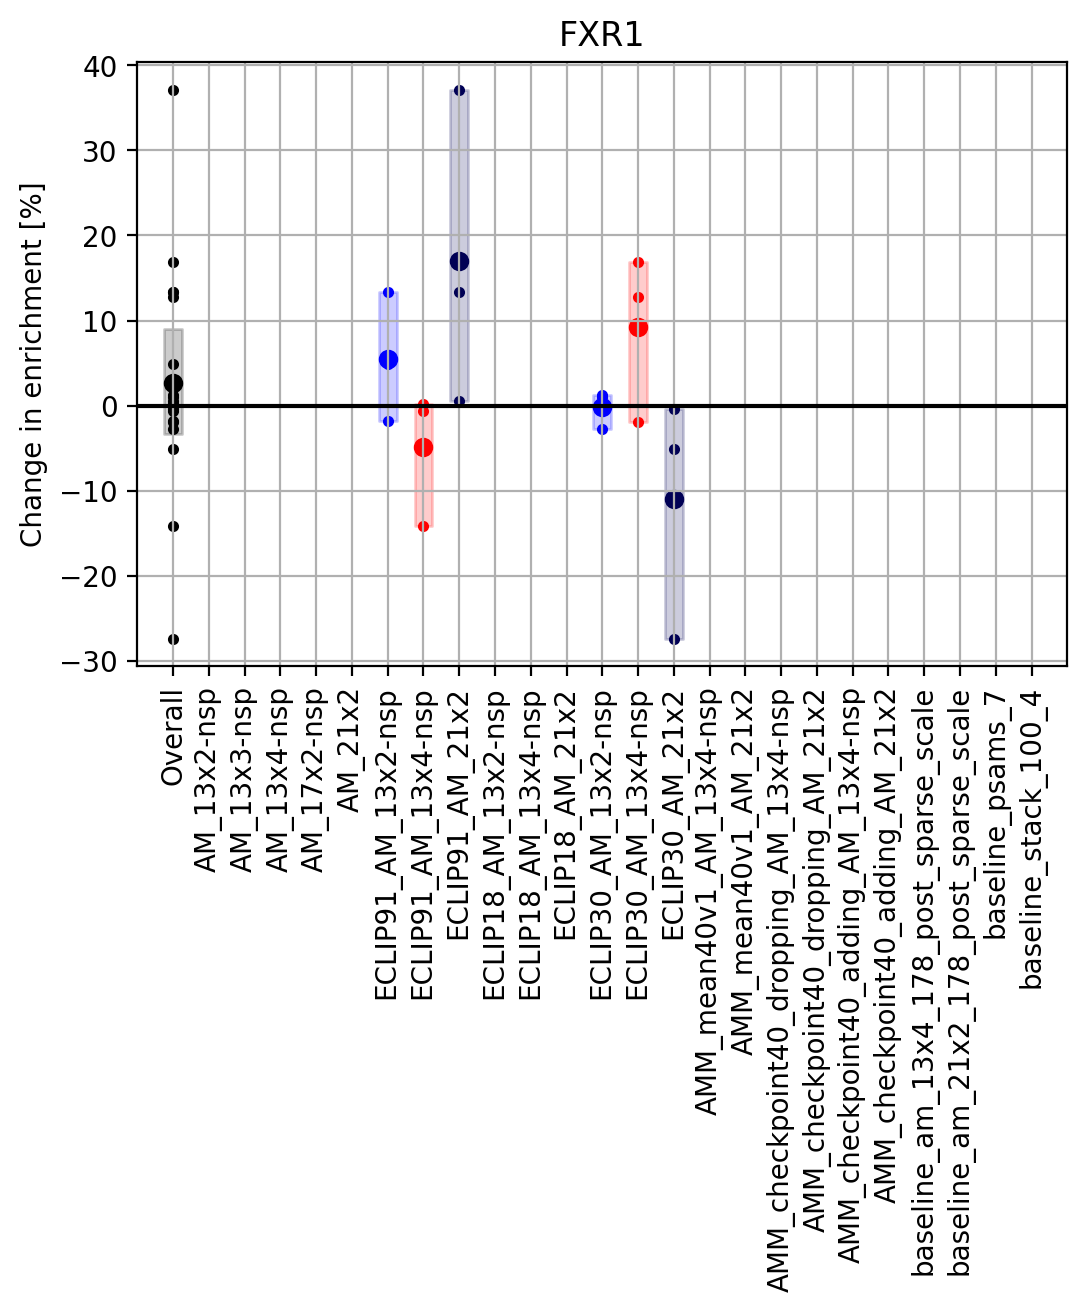 FXR1
Change in enrichment [%]
40
30
20
10
0
−10
−20
−30
Overall
AM_13x2-nsp
AM_13x3-nsp
AM_13x4-nsp
AM_17x2-nsp
AM_21x2
ECLIP91_AM_13x2-nsp
ECLIP91_AM_13x4-nsp
ECLIP91_AM_21x2
ECLIP18_AM_13x2-nsp
ECLIP18_AM_13x4-nsp
ECLIP18_AM_21x2
ECLIP30_AM_13x2-nsp
ECLIP30_AM_13x4-nsp
ECLIP30_AM_21x2
AMM_mean40v1_AM_13x4-nsp
AMM_mean40v1_AM_21x2
AMM_checkpoint40_dropping_AM_13x4-nsp
AMM_checkpoint40_dropping_AM_21x2
AMM_checkpoint40_adding_AM_13x4-nsp
AMM_checkpoint40_adding_AM_21x2
baseline_am_13x4_178_post_sparse_scale
baseline_am_21x2_178_post_sparse_scale
baseline_psams_7
baseline_stack_100_4